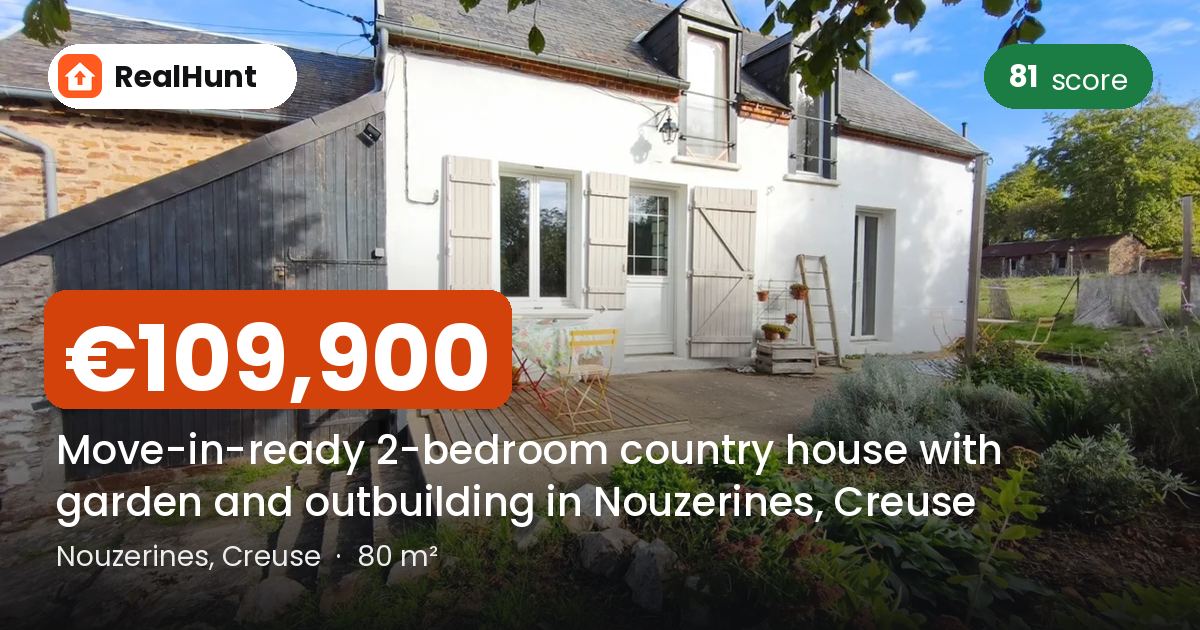 RealHunt
81 score
€109,900
Move-in-ready 2-bedroom country house with
garden and outbuilding in Nouzerines, Creuse
Nouzerines, Creuse · 80 m²